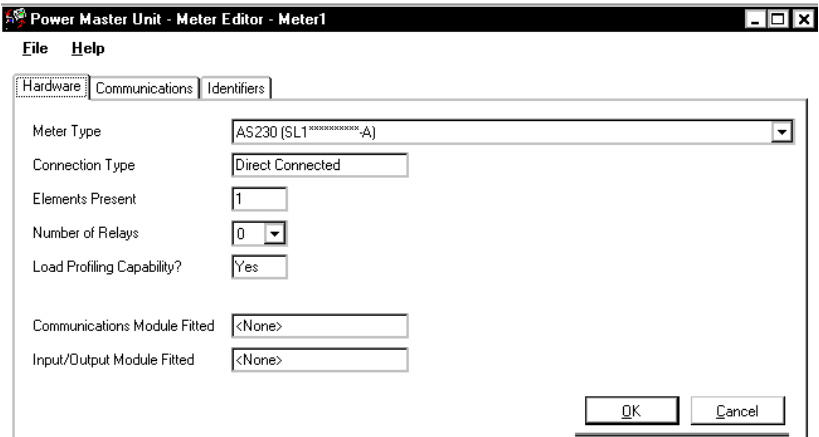 Power Master Unit - Meter Editor - Meter1
File Help
Hardware Communications Identifiers
Meter Type AS230 (SL1**********-A)
Connection Type Direct Connected
Elements Present 1
Number of Relays 0
Load Profiling Capability? Yes
Communications Module Fitted <None>
Input/Output Module Fitted <None>
OK Cancel